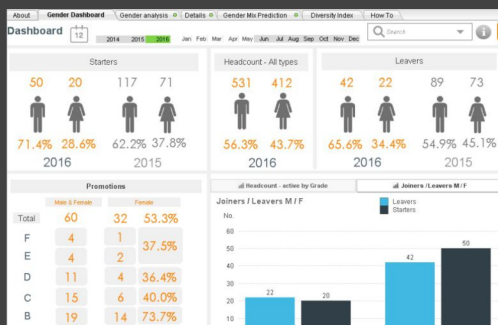 About Gender Dashboard Gender analysis Details Gender Mix Prediction Diversity Index How To
Dashboard 12 2014 2015 2016 Jan Feb Mar Apr May Jun Jul Aug Sep Oct Nov Dec Search
Starters
50 20 117 71
71.4% 28.6% 62.2% 37.8%
2016 2015
Headcount - All types
531 412
56.3% 43.7%
2016
Leavers
42 22 89 73
65.6% 34.4% 54.9% 45.1%
2016 2015
Promotions
Male & Female Female
Total 60 32 53.3%
F 4 1
37.5%
E 4 2
D 11 4 36.4%
C 15 6 40.0%
B 19 14 73.7%
Headcount - active by Grade Joiners / Leavers M / F
Joiners / Leavers M / F
Leavers
Starters
No.
60
50
40
30
20
10
22
20
42
50